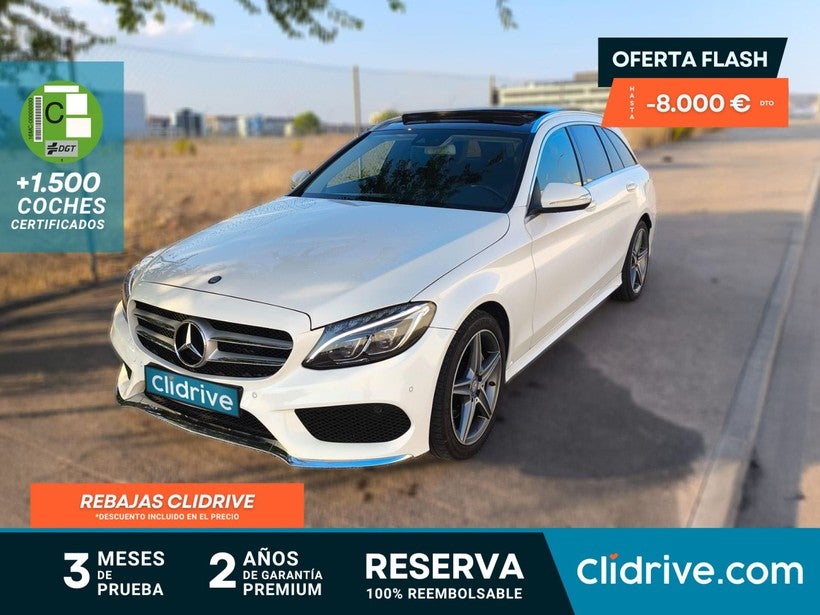 OFERTA FLASH
HASTA
-8.000 € DTO
C
DGT
+1.500
COCHES
CERTIFICADOS
Clidrive
REBAJAS CLIDRIVE
*DESCUENTO INCLUIDO EN EL PRECIO
3 MESES
DE
PRUEBA
2 AÑOS
DE GARANTÍA
PREMIUM
RESERVA
100% REEMBOLSABLE
Clidrive.com